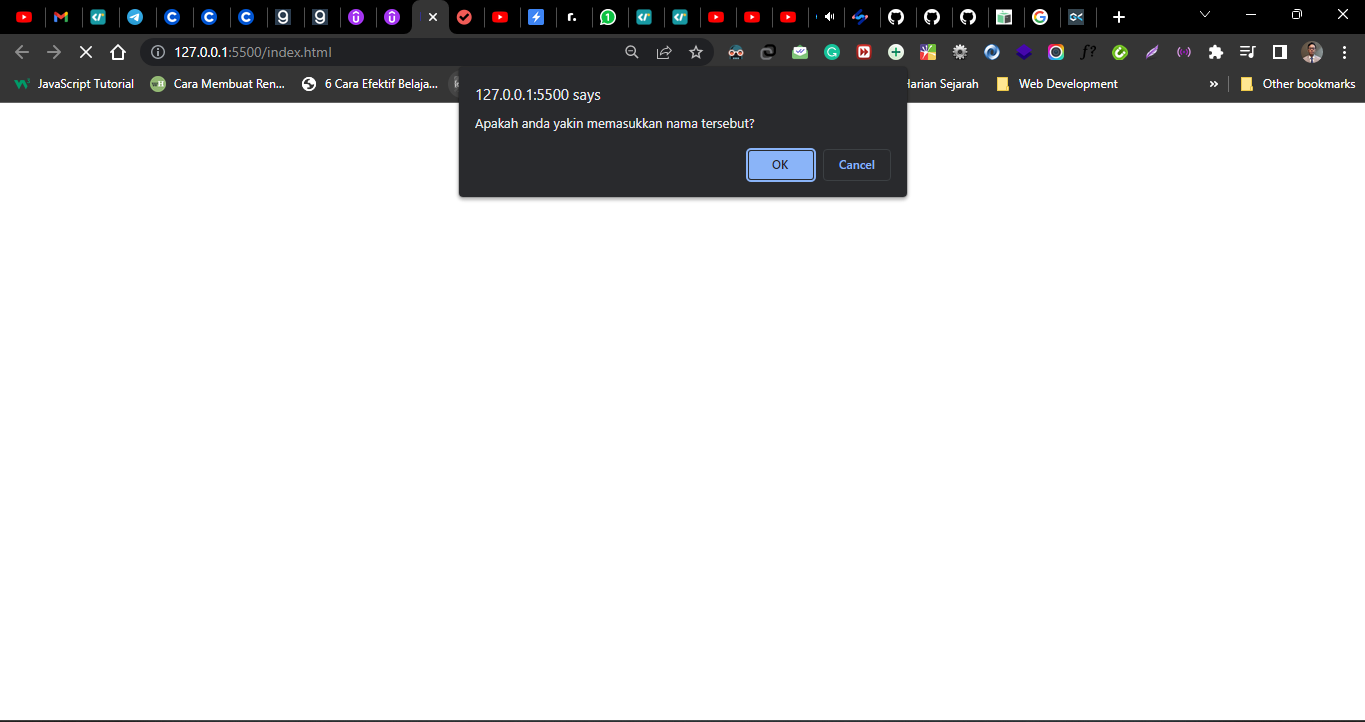 127.0.0.1:5500/index.html
JavaScript Tutorial
Cara Membuat Ren...
6 Cara Efektif Belaja...
Harian Sejarah
Web Development
»
Other bookmarks
127.0.0.1:5500 says
Apakah anda yakin memasukkan nama tersebut?
OK
Cancel